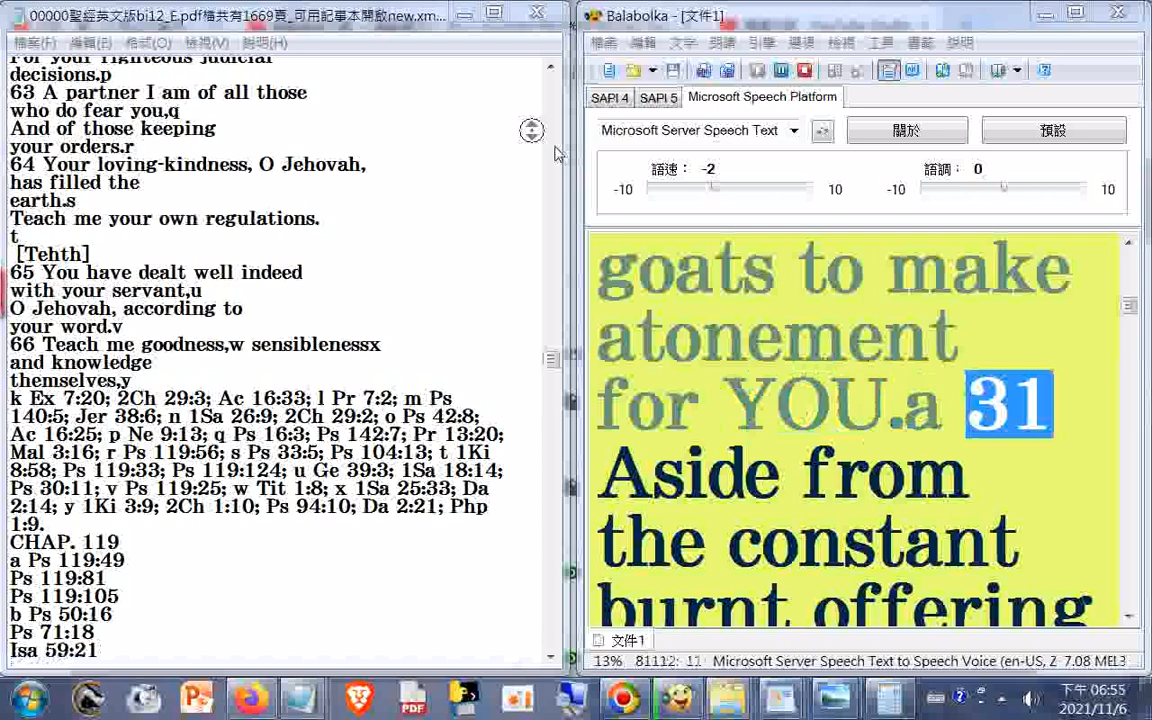 00000聖經英文版bi12_E.pdf檔共有1669頁_可用記事本開啟new.xm...
檔案(F) 編輯(E) 格式(O) 檢視(V) 說明(H)
For your righteous judicial
decisions.p
63 A partner I am of all those
who do fear you,q
And of those keeping
your orders.r
64 Your loving-kindness, O Jehovah,
has filled the
earth.s
Teach me your own regulations.
t
[Tehth]
65 You have dealt well indeed
with your servant,u
O Jehovah, according to
your word.v
66 Teach me goodness,w sensiblenessx
and knowledge
themselves,y
k Ex 7:20; 2Ch 29:3; Ac 16:33; l Pr 7:2; m Ps
140:5; Jer 38:6; n 1Sa 26:9; 2Ch 29:2; o Ps 42:8;
Ac 16:25; p Ne 9:13; q Ps 16:3; Ps 142:7; Pr 13:20;
Mal 3:16; r Ps 119:56; s Ps 33:5; Ps 104:13; t 1Ki
8:58; Ps 119:33; Ps 119:124; u Ge 39:3; 1Sa 18:14;
Ps 30:11; v Ps 119:25; w Tit 1:8; x 1Sa 25:33; Da
2:14; y 1Ki 3:9; 2Ch 1:10; Ps 94:10; Da 2:21; Php
1:9.
CHAP. 119
a Ps 119:49
Ps 119:81
Ps 119:105
b Ps 50:16
Ps 71:18
Isa 59:21
Balabolka - [文件1]
檔案 編輯 文字 朗讀 引擎 選項 檢視 工具 書籤 說明
SAPI 4 SAPI 5 Microsoft Speech Platform
Microsoft Server Speech Text 關於 預設
語速： -2 語調： 0
-10 10 -10 10
goats to make
atonement
for YOU.a 31
Aside from
the constant
burnt offering
文件1
13% 81112: 11 Microsoft Server Speech Text to Speech Voice (en-US, Z 7.08 MEL3
PDF
下午 06:55
2021/11/6